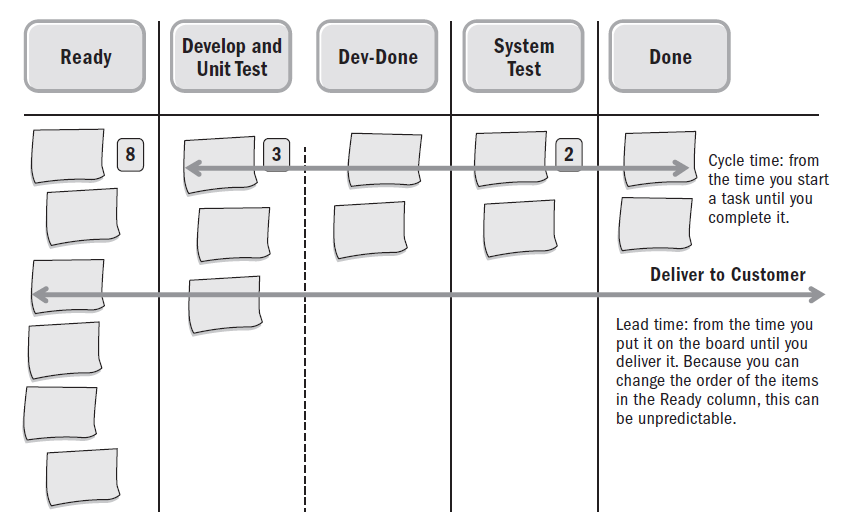 Ready
Develop and
Unit Test
Dev-Done
System
Test
Done
8
3
2
Cycle time: from
the time you start
a task until you
complete it.
Deliver to Customer
Lead time: from the time you
put it on the board until you
deliver it. Because you can
change the order of the items
in the Ready column, this can
be unpredictable.